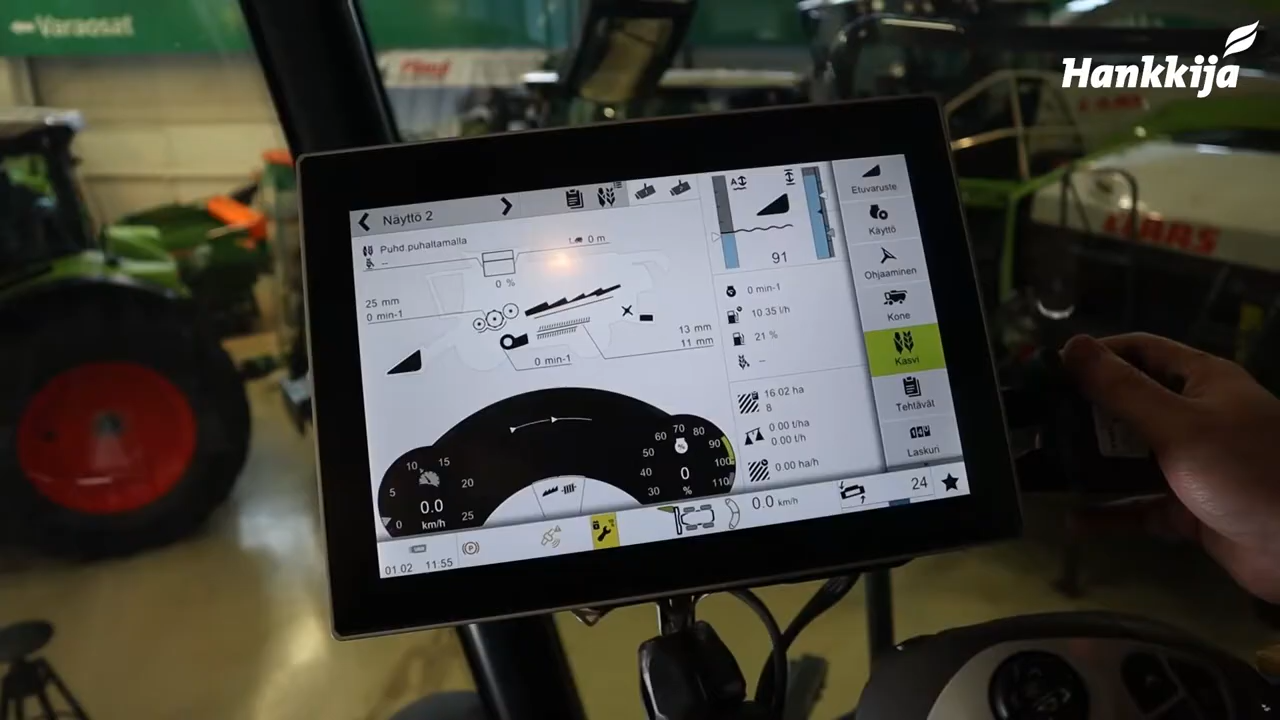 Varaosat
Hankkija
CLAAS
Näyttö 2
Puhd.puhaltamalla
--
0 m
0 %
25 mm
0 min-1
13 mm
11 mm
0 min-1
91
0 min-1
10.35 l/h
21 %
--
16.02 ha
8
0.00 t/ha
0.00 t/h
0.00 ha/h
Etuvaruste
Käyttö
Ohjaaminen
Kone
Kasvi
Tehtävät
Laskuri
0
5
10
15
20
25
0.0
km/h
30
40
50
60
70
80
90
100
110
0
%
0.0 km/h
24
01.02 11:55